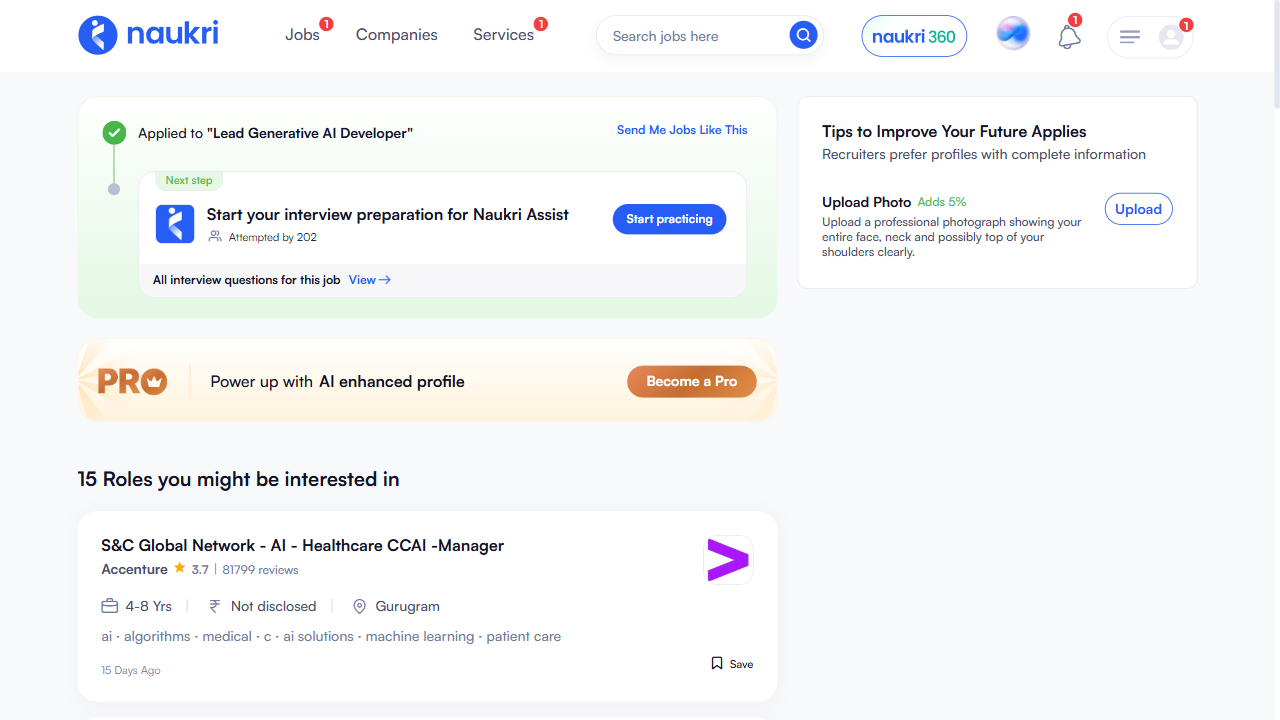 naukri
Jobs 1
Companies
Services 1
Search jobs here
naukri 360
1
1
Applied to "Lead Generative AI Developer"
Send Me Jobs Like This
Next step
Start your interview preparation for Naukri Assist
Attempted by 202
Start practicing
All interview questions for this job View
Tips to Improve Your Future Applies
Recruiters prefer profiles with complete information
Upload Photo Adds 5%
Upload a professional photograph showing your
entire face, neck and possibly top of your
shoulders clearly.
Upload
PRO
Power up with AI enhanced profile
Become a Pro
15 Roles you might be interested in
S&C Global Network - AI - Healthcare CCAI -Manager
Accenture 3.7 | 81799 reviews
4-8 Yrs | ₹ Not disclosed | Gurugram
ai · algorithms · medical · c · ai solutions · machine learning · patient care
15 Days Ago
Save